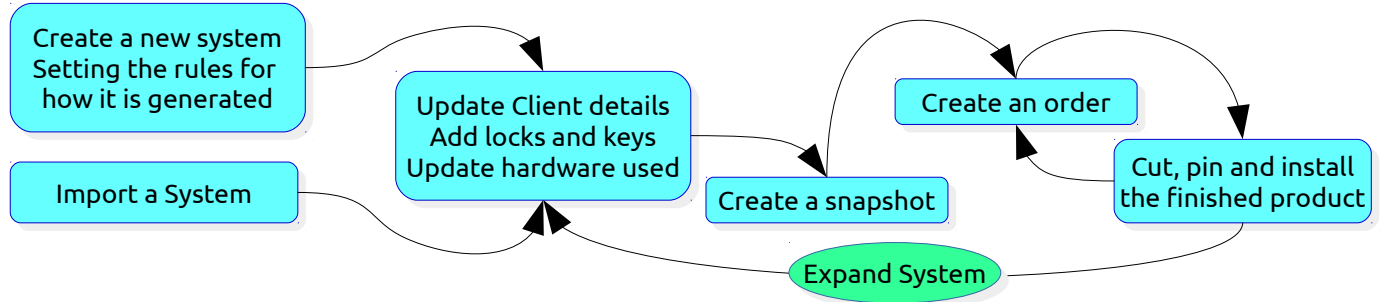 Create a new system
Setting the rules for
how it is generated
Import a System
Update Client details
Add locks and keys
Update hardware used
Create a snapshot
Create an order
Cut, pin and install
the finished product
Expand System